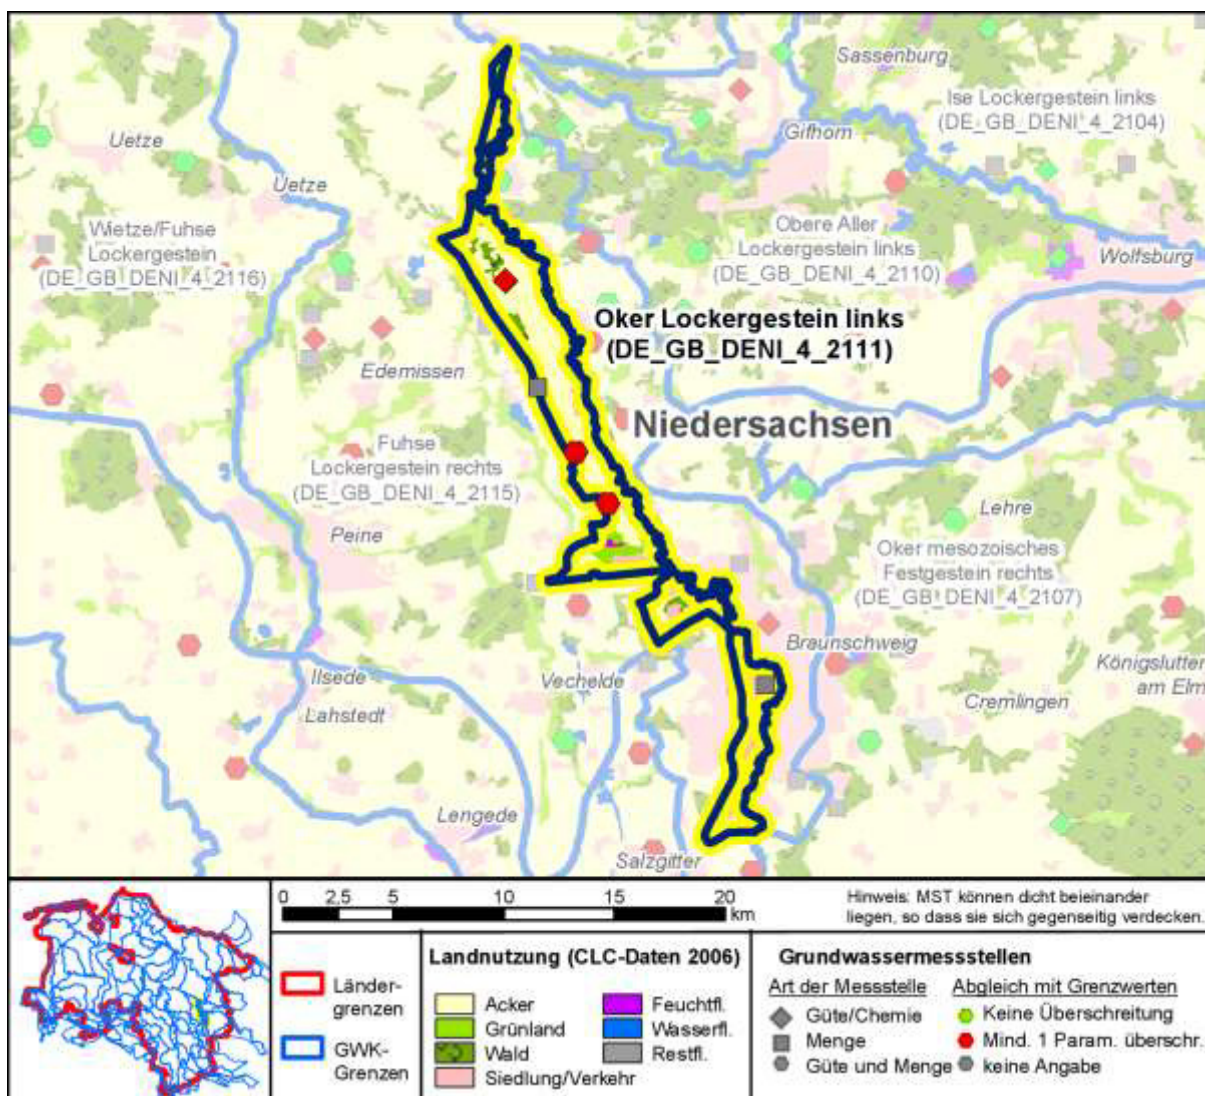 Sassenburg
Ise Lockergestein links
(DE_GB_DENI_4_2104)
Gifhorn
Uetze
Uetze
Wietze/Fuhse
Lockergestein
(DE_GB_DENI_4_2116)
Obere Aller
Lockergestein links
(DE_GB_DENI_4_2110)
Wolfsburg
Oker Lockergestein links
(DE_GB_DENI_4_2111)
Edemissen
Niedersachsen
Fuhse
Lockergestein rechts
(DE_GB_DENI_4_2115)
Lehre
Peine
Oker mesozoisches
Festgestein rechts
(DE_GB_DENI_4_2107)
Braunschweig
Königslutter
am Elm
Ilsede
Vechelde
Cremlingen
Lahstedt
Lengede
Salzgitter
0 2,5 5 10 15 20
km
Hinweis: MST können dicht beieinander
liegen, so dass sie sich gegenseitig verdecken.
Länder-
grenzen
GWK-
Grenzen
Landnutzung (CLC-Daten 2006)
Acker
Grünland
Wald
Siedlung/Verkehr
Feuchtfl.
Wasserfl.
Restfl.
Grundwassermessstellen
Art der Messstelle
Güte/Chemie
Menge
Güte und Menge
Abgleich mit Grenzwerten
Keine Überschreitung
Mind. 1 Param. überschr.
keine Angabe